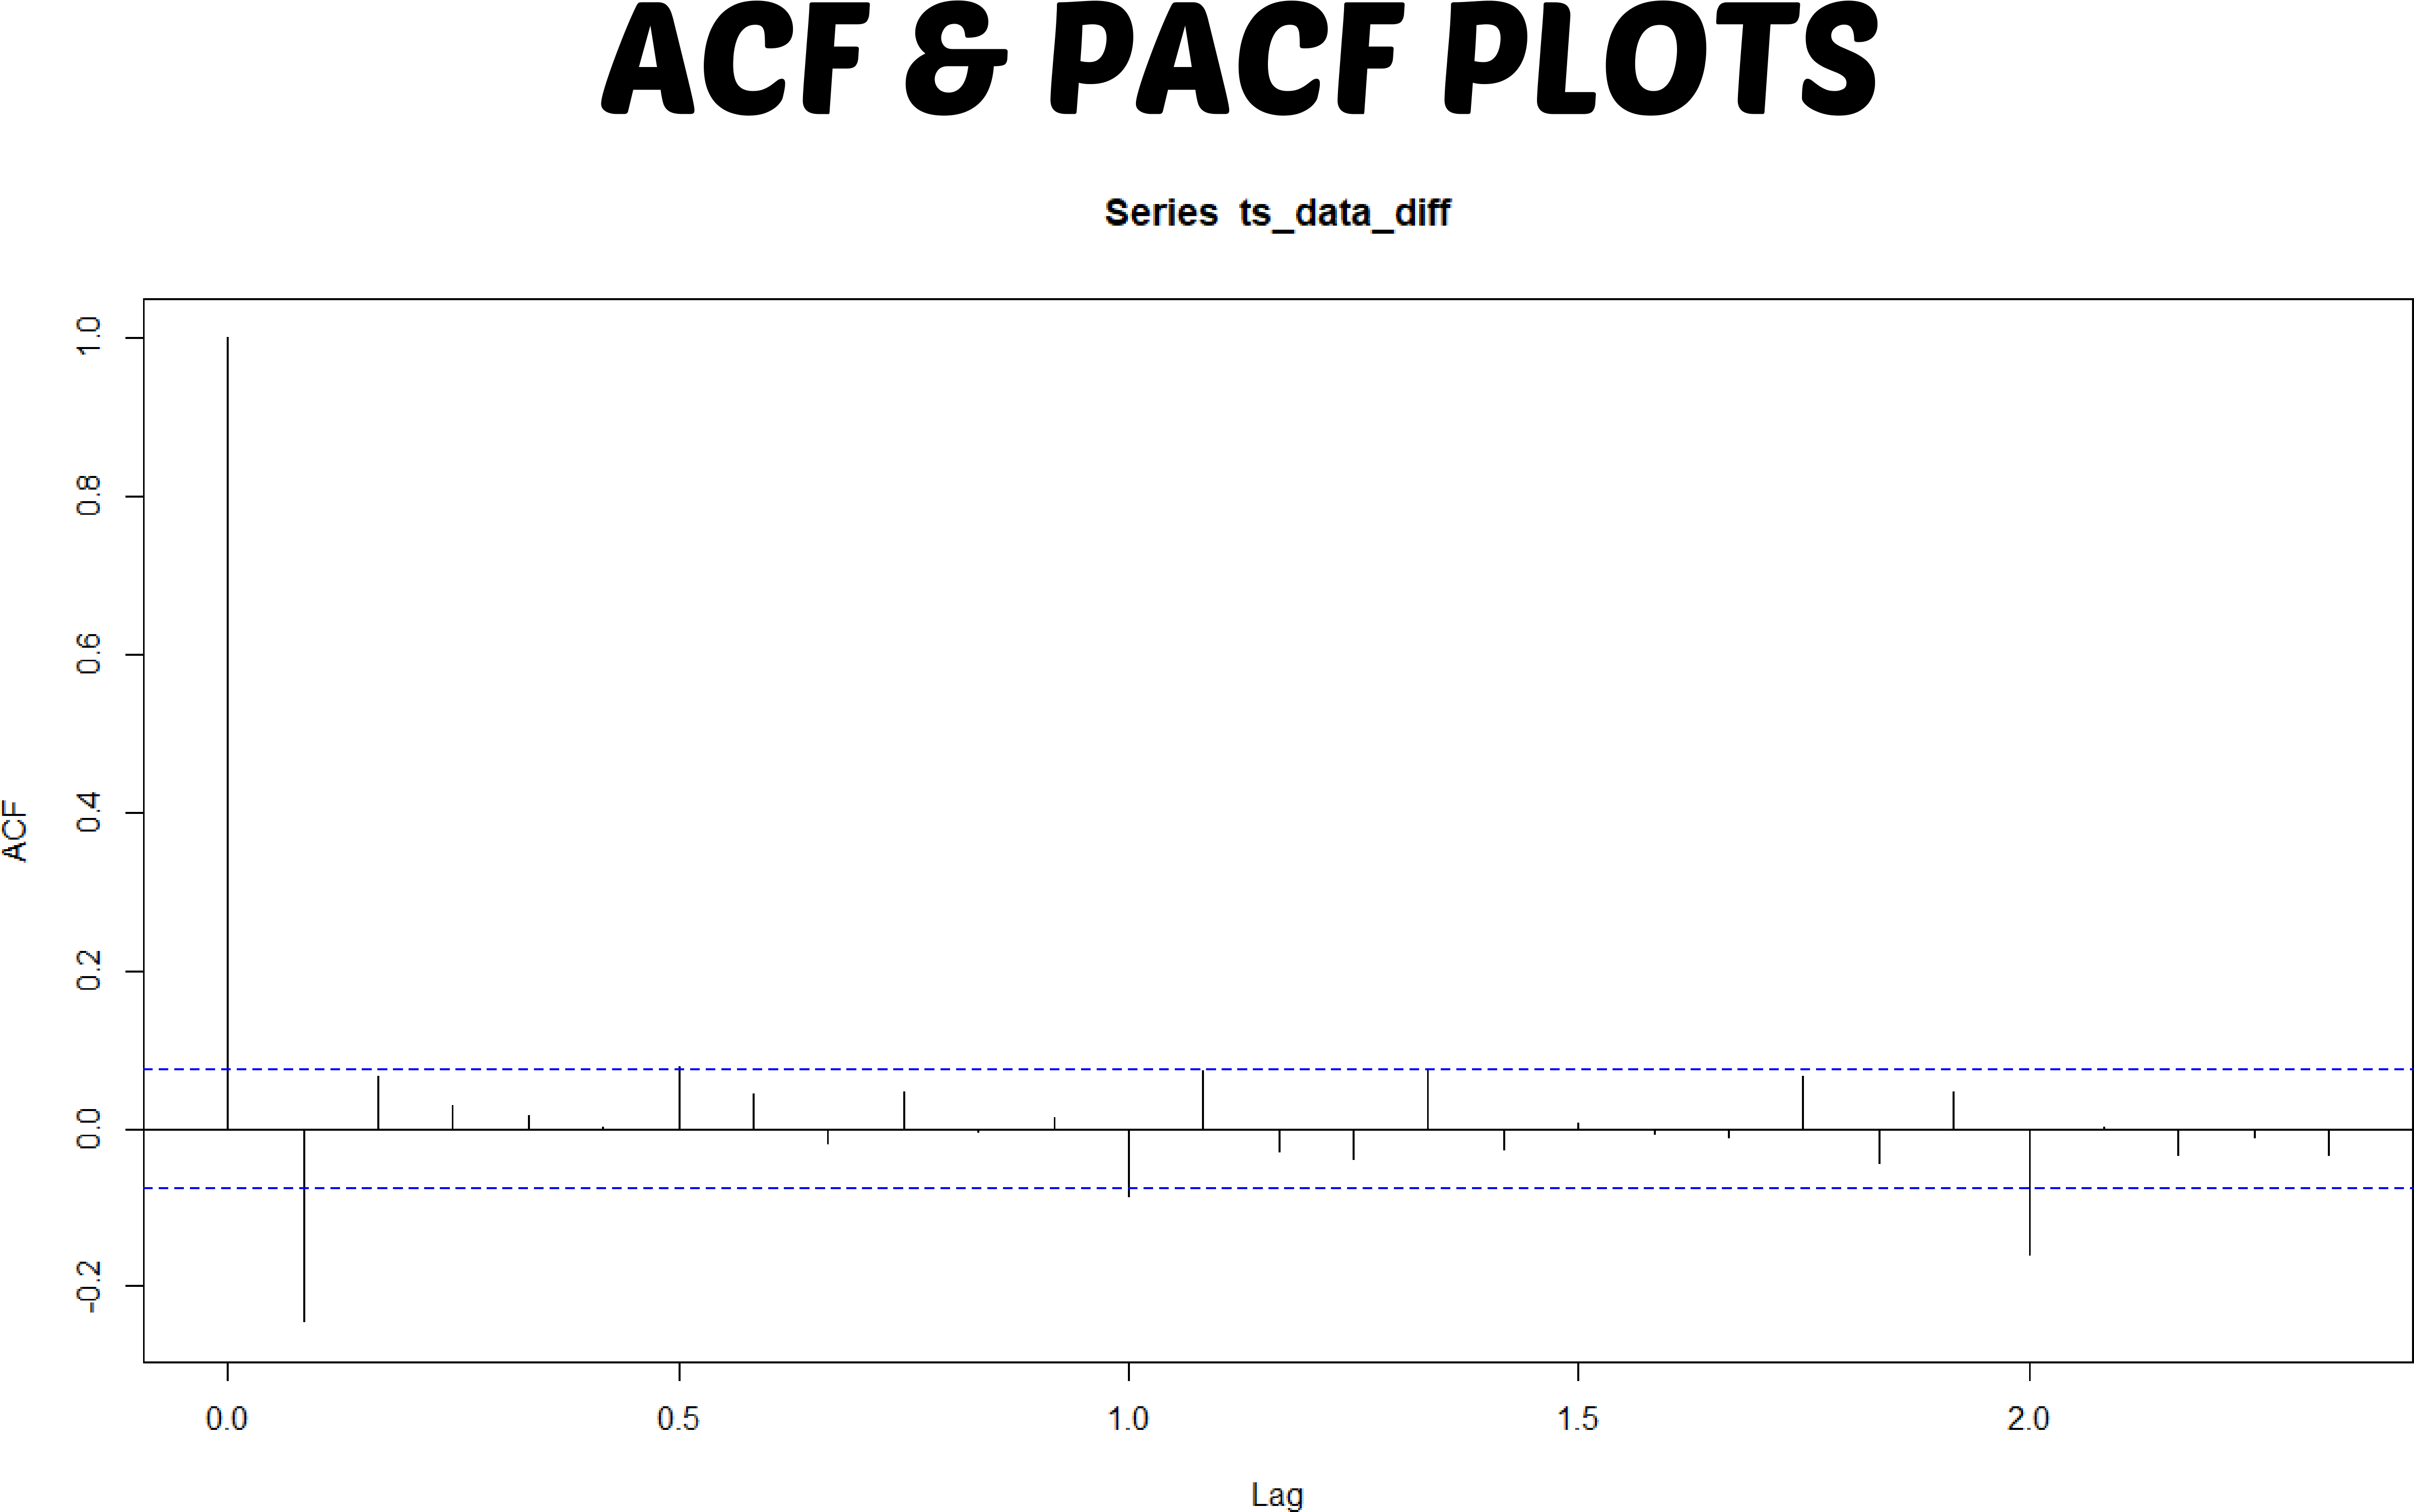 ACF & PACF PLOTS
Series ts_data_diff
ACF
1.0
0.8
0.6
0.4
0.2
0.0
-0.2
0.0 0.5 1.0 1.5 2.0
Lag